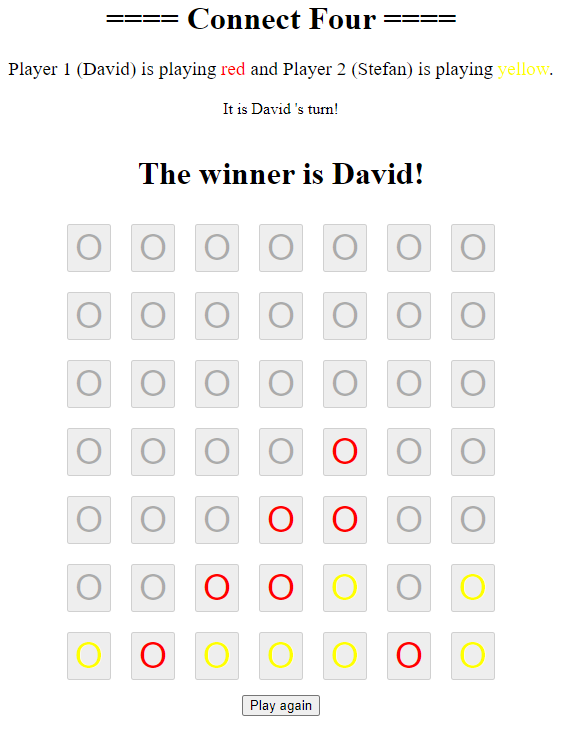 ==== Connect Four ====
Player 1 (David) is playing red and Player 2 (Stefan) is playing yellow.
It is David 's turn!
The winner is David!
O O O O O O O
O O O O O O O
O O O O O O O
O O O O O O O
O O O O O O O
O O O O O O O
O O O O O O O
Play again